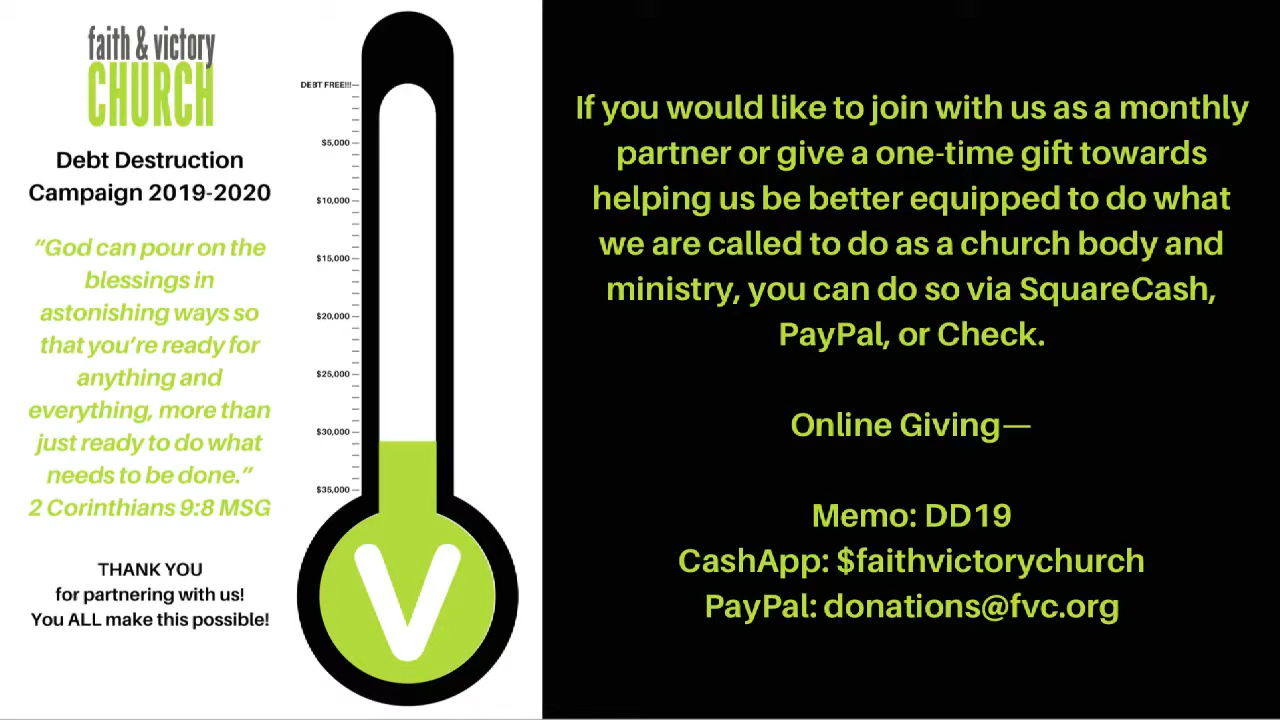 faith & victory
CHURCH
Debt Destruction
Campaign 2019-2020
"God can pour on the
blessings in
astonishing ways so
that you're ready for
anything and
everything, more than
just ready to do what
needs to be done."
2 Corinthians 9:8 MSG
THANK YOU
for partnering with us!
You ALL make this possible!
DEBT FREE!!!
$5,000
$10,000
$15,000
$20,000
$25,000
$30,000
$35,000
V
If you would like to join with us as a monthly
partner or give a one-time gift towards
helping us be better equipped to do what
we are called to do as a church body and
ministry, you can do so via SquareCash,
PayPal, or Check.
Online Giving—
Memo: DD19
CashApp: $faithvictorychurch
PayPal: donations@fvc.org